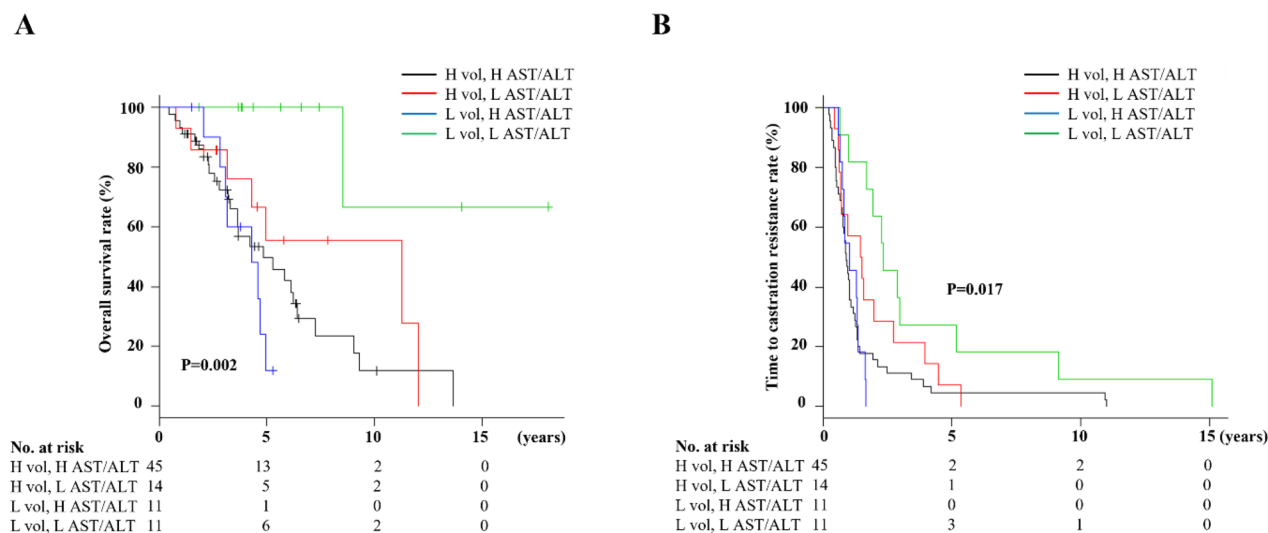 A
H vol, H AST/ALT
H vol, L AST/ALT
L vol, H AST/ALT
L vol, L AST/ALT
Overall survival rate (%)
100
80
60
40
20
0
P=0.002
0 5 10 15 (years)
No. at risk
H vol, H AST/ALT 45 13 2 0
H vol, L AST/ALT 14 5 2 0
L vol, H AST/ALT 11 1 0 0
L vol, L AST/ALT 11 6 2 0
B
H vol, H AST/ALT
H vol, L AST/ALT
L vol, H AST/ALT
L vol, L AST/ALT
Time to castration resistance rate (%)
100
80
60
40
20
0
P=0.017
0 5 10 15 (years)
No. at risk
H vol, H AST/ALT 45 2 2 0
H vol, L AST/ALT 14 1 0 0
L vol, H AST/ALT 11 0 0 0
L vol, L AST/ALT 11 3 1 0